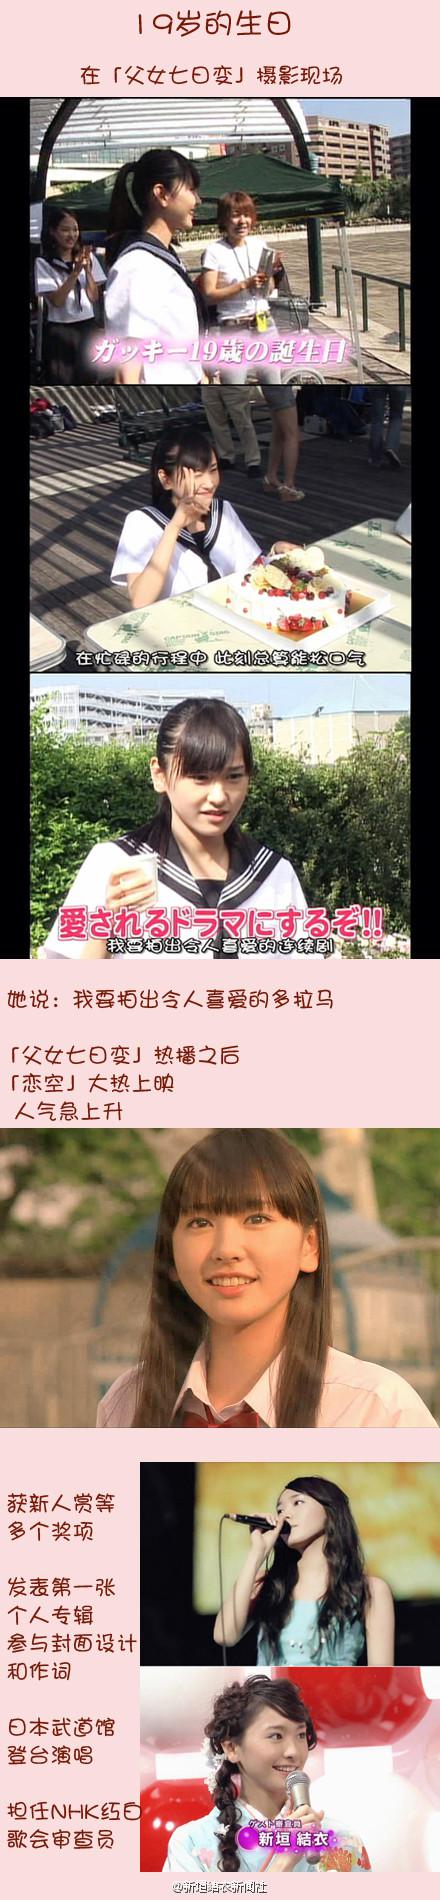 19岁的生日
在「父女七日变」摄影现场
ガッキー19歳の誕生日
CAPTAIN STAG
在忙碌的行程中 此刻总算能松口气
愛されるドラマにするぞ!!
我要拍出令人喜爱的连续剧
她说：我要拍出令人喜爱的多拉马
「父女七日变」热播之后
「恋空」大热上映
人气急上升
获新人赏等
多个奖项
发表第一张
个人专辑
参与封面设计
和作词
日本武道馆
登台演唱
担任NHK红白
歌会审查员
ゲスト審査員
新垣 結衣
@新垣结衣新闻社